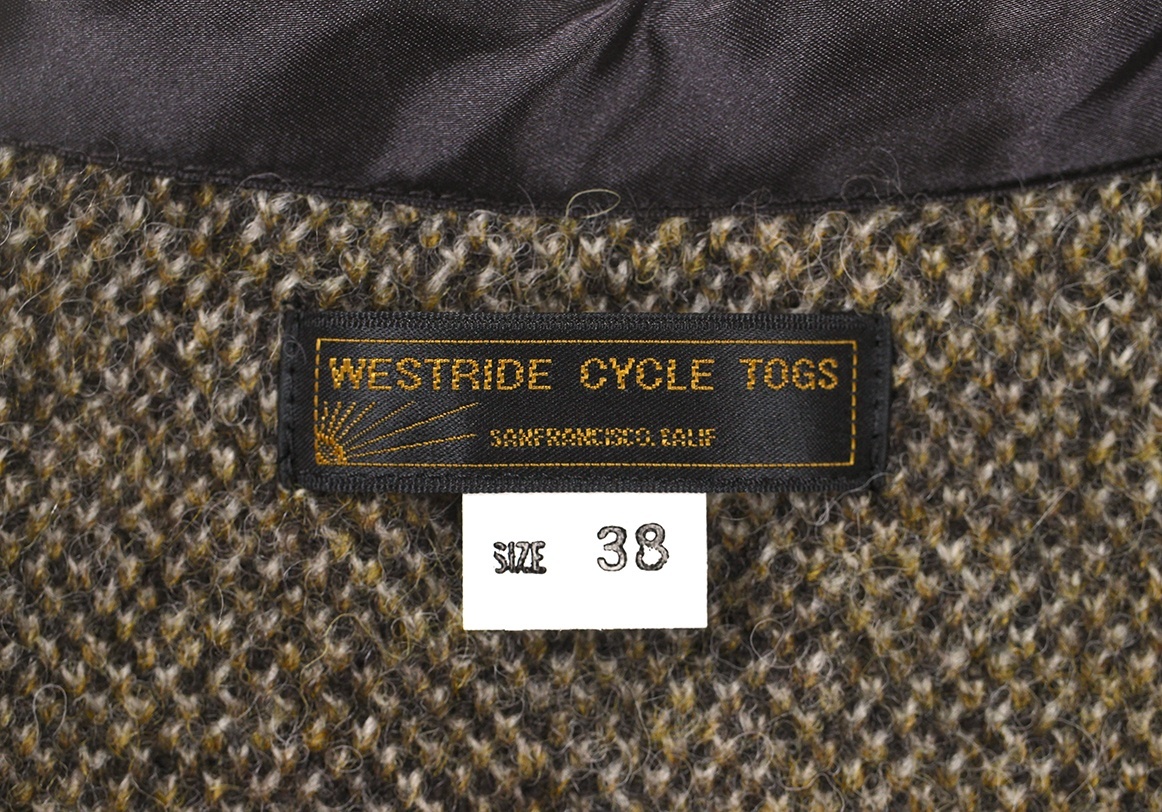 WESTRIDE CYCLE TOGS
SANFRANCISCO. CALIF
SIZE 38